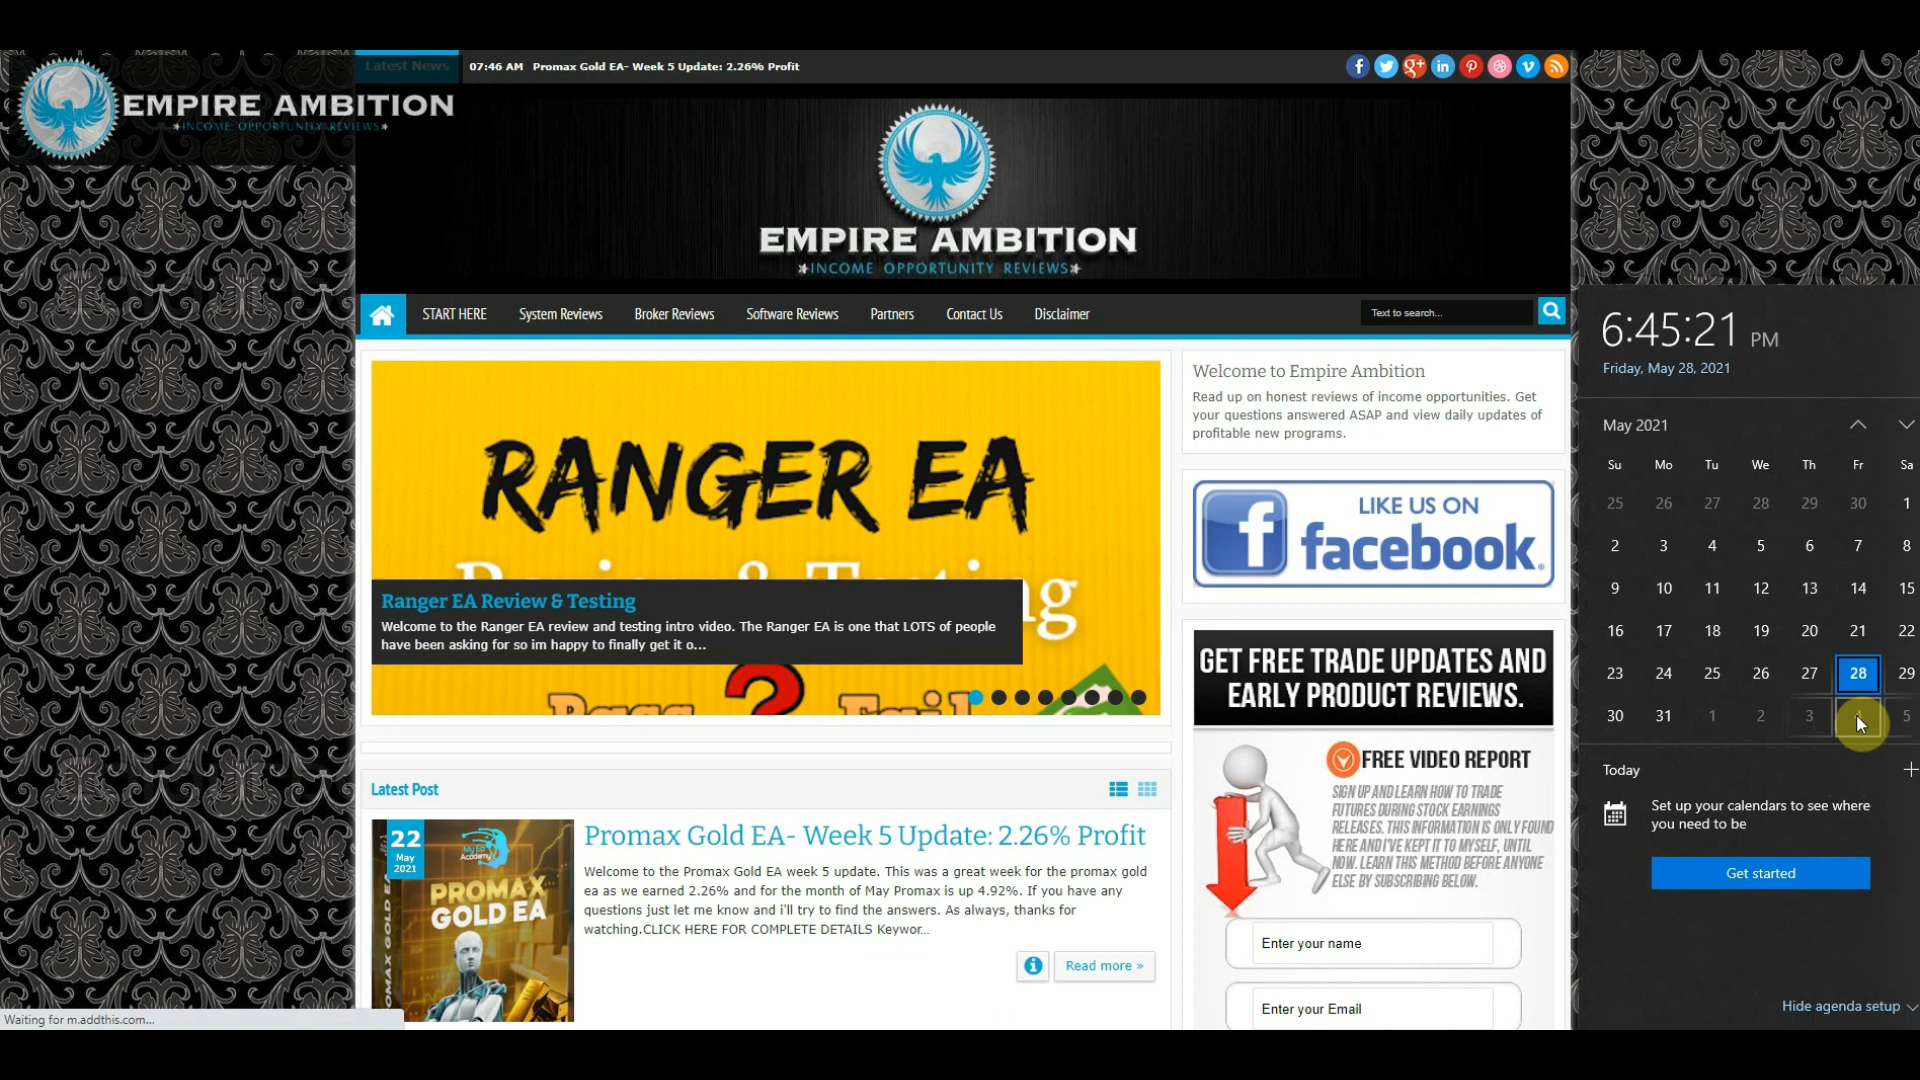 Latest News
07:46 AM Promax Gold EA- Week 5 Update: 2.26% Profit
EMPIRE AMBITION
INCOME OPPORTUNITY REVIEWS
EMPIRE AMBITION
INCOME OPPORTUNITY REVIEWS
START HERE
System Reviews
Broker Reviews
Software Reviews
Partners
Contact Us
Disclaimer
Text to search...
RANGER EA
Review & Testing
Ranger EA Review & Testing
Welcome to the Ranger EA review and testing intro video. The Ranger EA is one that LOTS of people
have been asking for so im happy to finally get it o...
Pass ? Fail
Welcome to Empire Ambition
Read up on honest reviews of income opportunities. Get
your questions answered ASAP and view daily updates of
profitable new programs.
LIKE US ON
facebook.
GET FREE TRADE UPDATES AND
EARLY PRODUCT REVIEWS.
FREE VIDEO REPORT
SIGN UP AND LEARN HOW TO TRADE
FUTURES DURING STOCK EARNINGS
RELEASES. THIS INFORMATION IS ONLY FOUND
HERE AND I'VE KEPT IT TO MYSELF, UNTIL
NOW. LEARN THIS METHOD BEFORE ANYONE
ELSE BY SUBSCRIBING BELOW.
Enter your name
Enter your Email
Latest Post
22
May
2021
My Ea
Academy
PROMAX
GOLD EA
PROMAX GOLD EA
Promax Gold EA- Week 5 Update: 2.26% Profit
Welcome to the Promax Gold EA week 5 update. This was a great week for the promax gold
ea as we earned 2.26% and for the month of May Promax is up 4.92%. If you have any
questions just let me know and i'll try to find the answers. As always, thanks for
watching.CLICK HERE FOR COMPLETE DETAILS Keywor...
Read more »
Waiting for m.addthis.com...
6:45:21 PM
Friday, May 28, 2021
May 2021
Su Mo Tu We Th Fr Sa
25 26 27 28 29 30 1
2 3 4 5 6 7 8
9 10 11 12 13 14 15
16 17 18 19 20 21 22
23 24 25 26 27 28 29
30 31 1 2 3 4 5
Today
Set up your calendars to see where
you need to be
Get started
Hide agenda setup